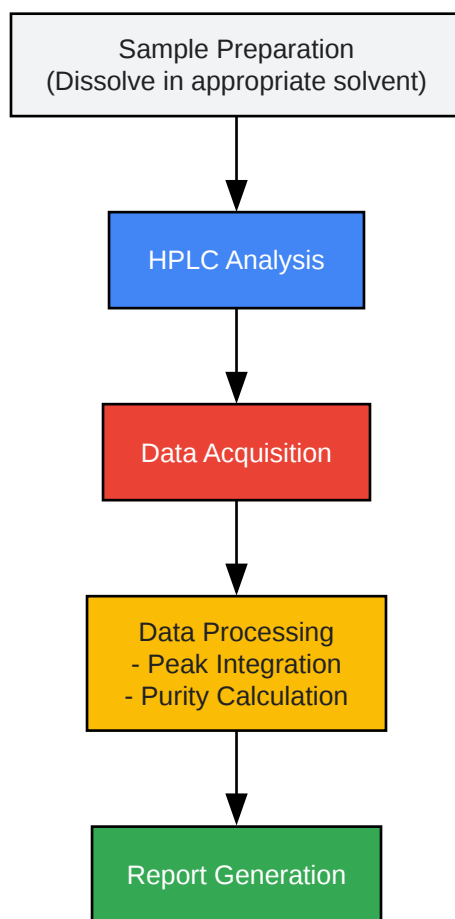 Sample Preparation
(Dissolve in appropriate solvent)
HPLC Analysis
Data Acquisition
Data Processing
- Peak Integration
- Purity Calculation
Report Generation